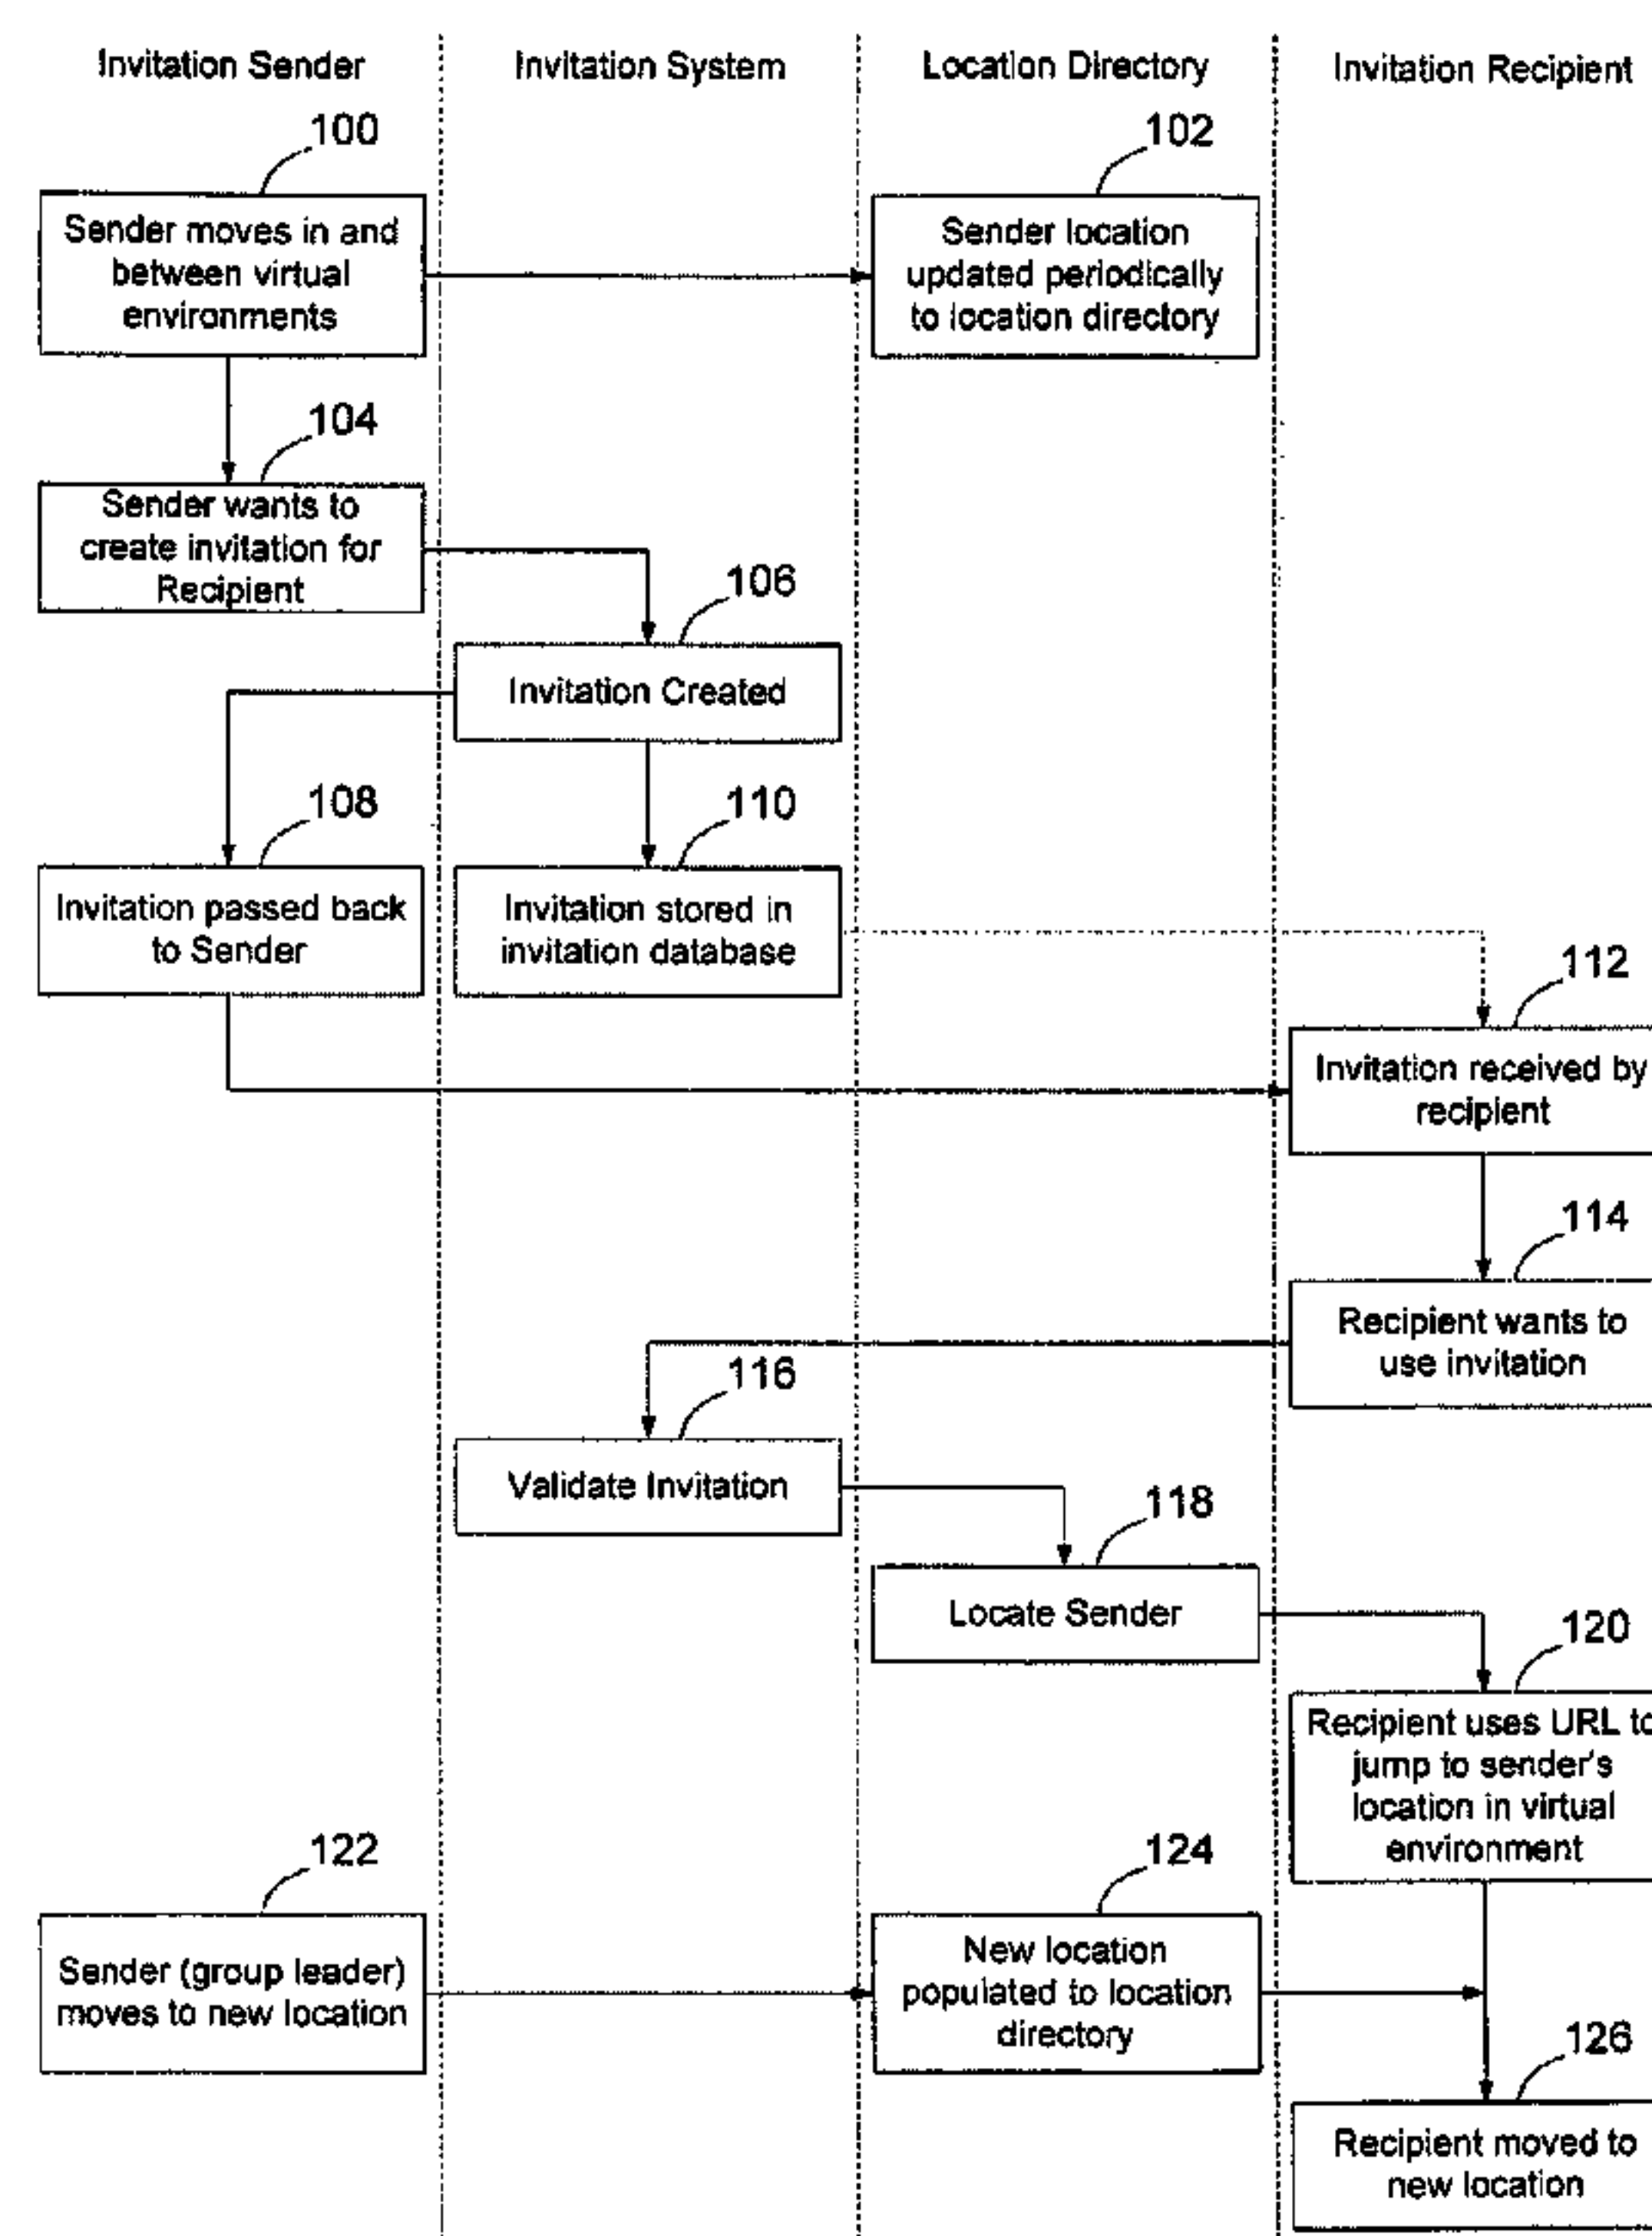 Invitation Sender
Invitation System
Location Directory
Invitation Recipient
100
102
Sender moves in and
between virtual
environments
Sender location
updated periodically
to location directory
104
Sender wants to
create invitation for
Recipient
106
Invitation Created
108
110
Invitation passed back
to Sender
Invitation stored in
invitation database
112
Invitation received by
recipient
114
Recipient wants to
use invitation
116
Validate Invitation
118
Locate Sender
120
Recipient uses URL to
jump to sender's
location in virtual
environment
122
124
Sender (group leader)
moves to new location
New location
populated to location
directory
126
Recipient moved to
new location